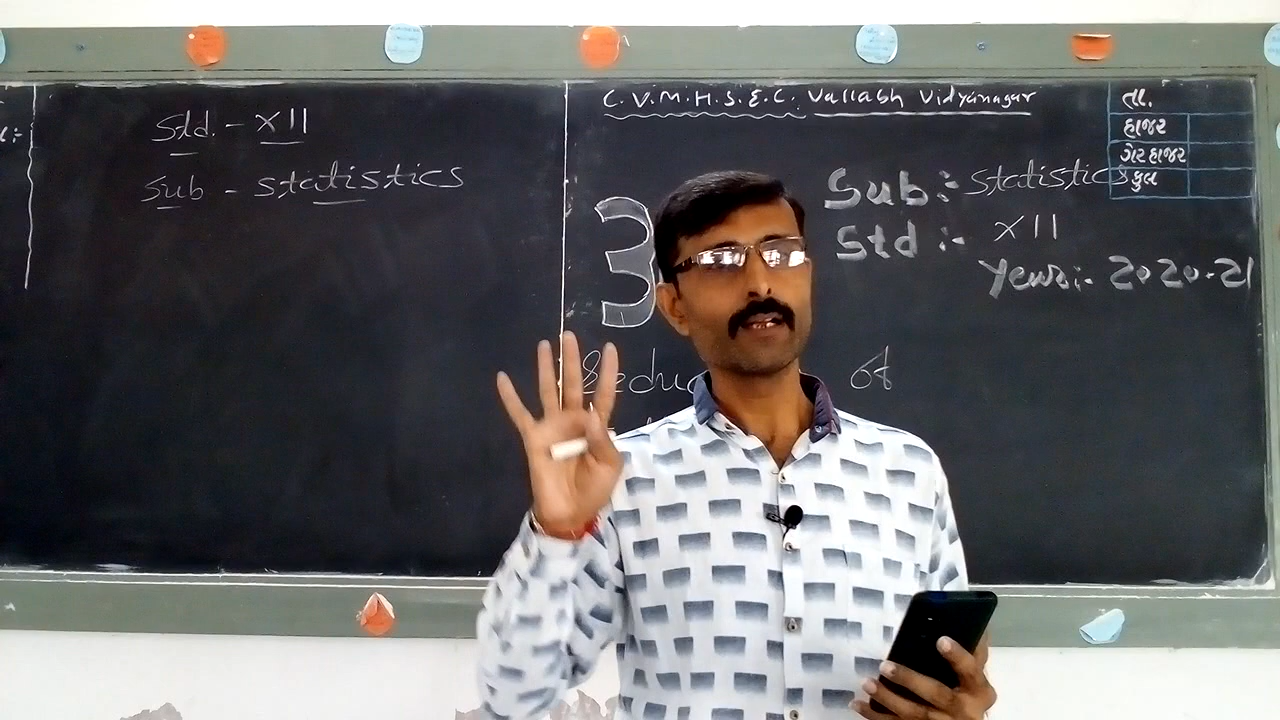 Std. - XII
Sub - Statistics
C.V.M.H.S.E.C. Vallabh Vidyanagar
તા.
હાજર
ગેરહાજર
કુલ
3
Sub :- Statistics
Std :- XII
Year :- 2020-21
of